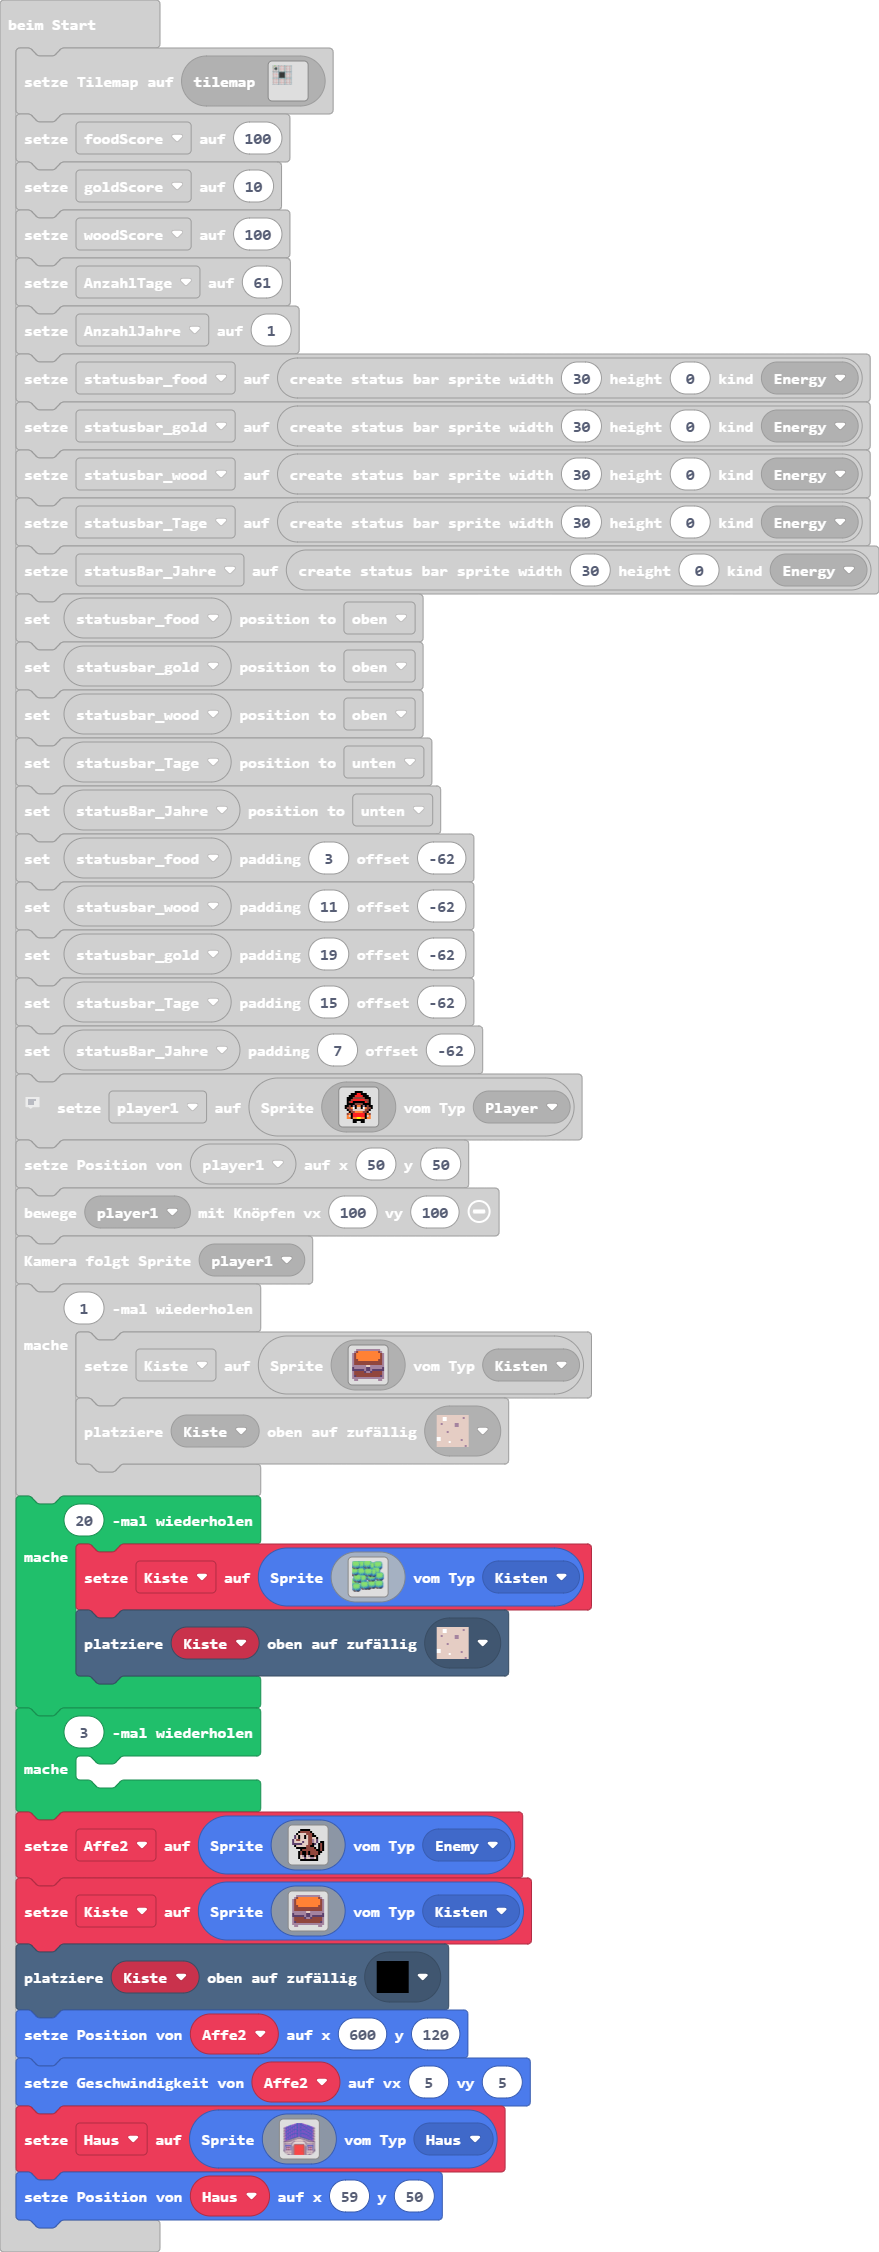 beim Start
setze Tilemap auf tilemap
setze foodScore auf 100
setze goldScore auf 10
setze woodScore auf 100
setze AnzahlTage auf 61
setze AnzahlJahre auf 1
setze statusbar_food auf create status bar sprite width 30 height 0 kind Energy
setze statusbar_gold auf create status bar sprite width 30 height 0 kind Energy
setze statusbar_wood auf create status bar sprite width 30 height 0 kind Energy
setze statusbar_Tage auf create status bar sprite width 30 height 0 kind Energy
setze statusBar_Jahre auf create status bar sprite width 30 height 0 kind Energy
set statusbar_food position to oben
set statusbar_gold position to oben
set statusbar_wood position to oben
set statusbar_Tage position to unten
set statusBar_Jahre position to unten
set statusbar_food padding 3 offset -62
set statusbar_wood padding 11 offset -62
set statusbar_gold padding 19 offset -62
set statusbar_Tage padding 15 offset -62
set statusBar_Jahre padding 7 offset -62
setze player1 auf Sprite vom Typ Player
setze Position von player1 auf x 50 y 50
bewege player1 mit Knöpfen vx 100 vy 100
Kamera folgt Sprite player1
1 -mal wiederholen
mache
setze Kiste auf Sprite vom Typ Kisten
platziere Kiste oben auf zufällig
20 -mal wiederholen
mache
setze Kiste auf Sprite vom Typ Kisten
platziere Kiste oben auf zufällig
3 -mal wiederholen
mache
setze Affe2 auf Sprite vom Typ Enemy
setze Kiste auf Sprite vom Typ Kisten
platziere Kiste oben auf zufällig
setze Position von Affe2 auf x 600 y 120
setze Geschwindigkeit von Affe2 auf vx 5 vy 5
setze Haus auf Sprite vom Typ Haus
setze Position von Haus auf x 59 y 50